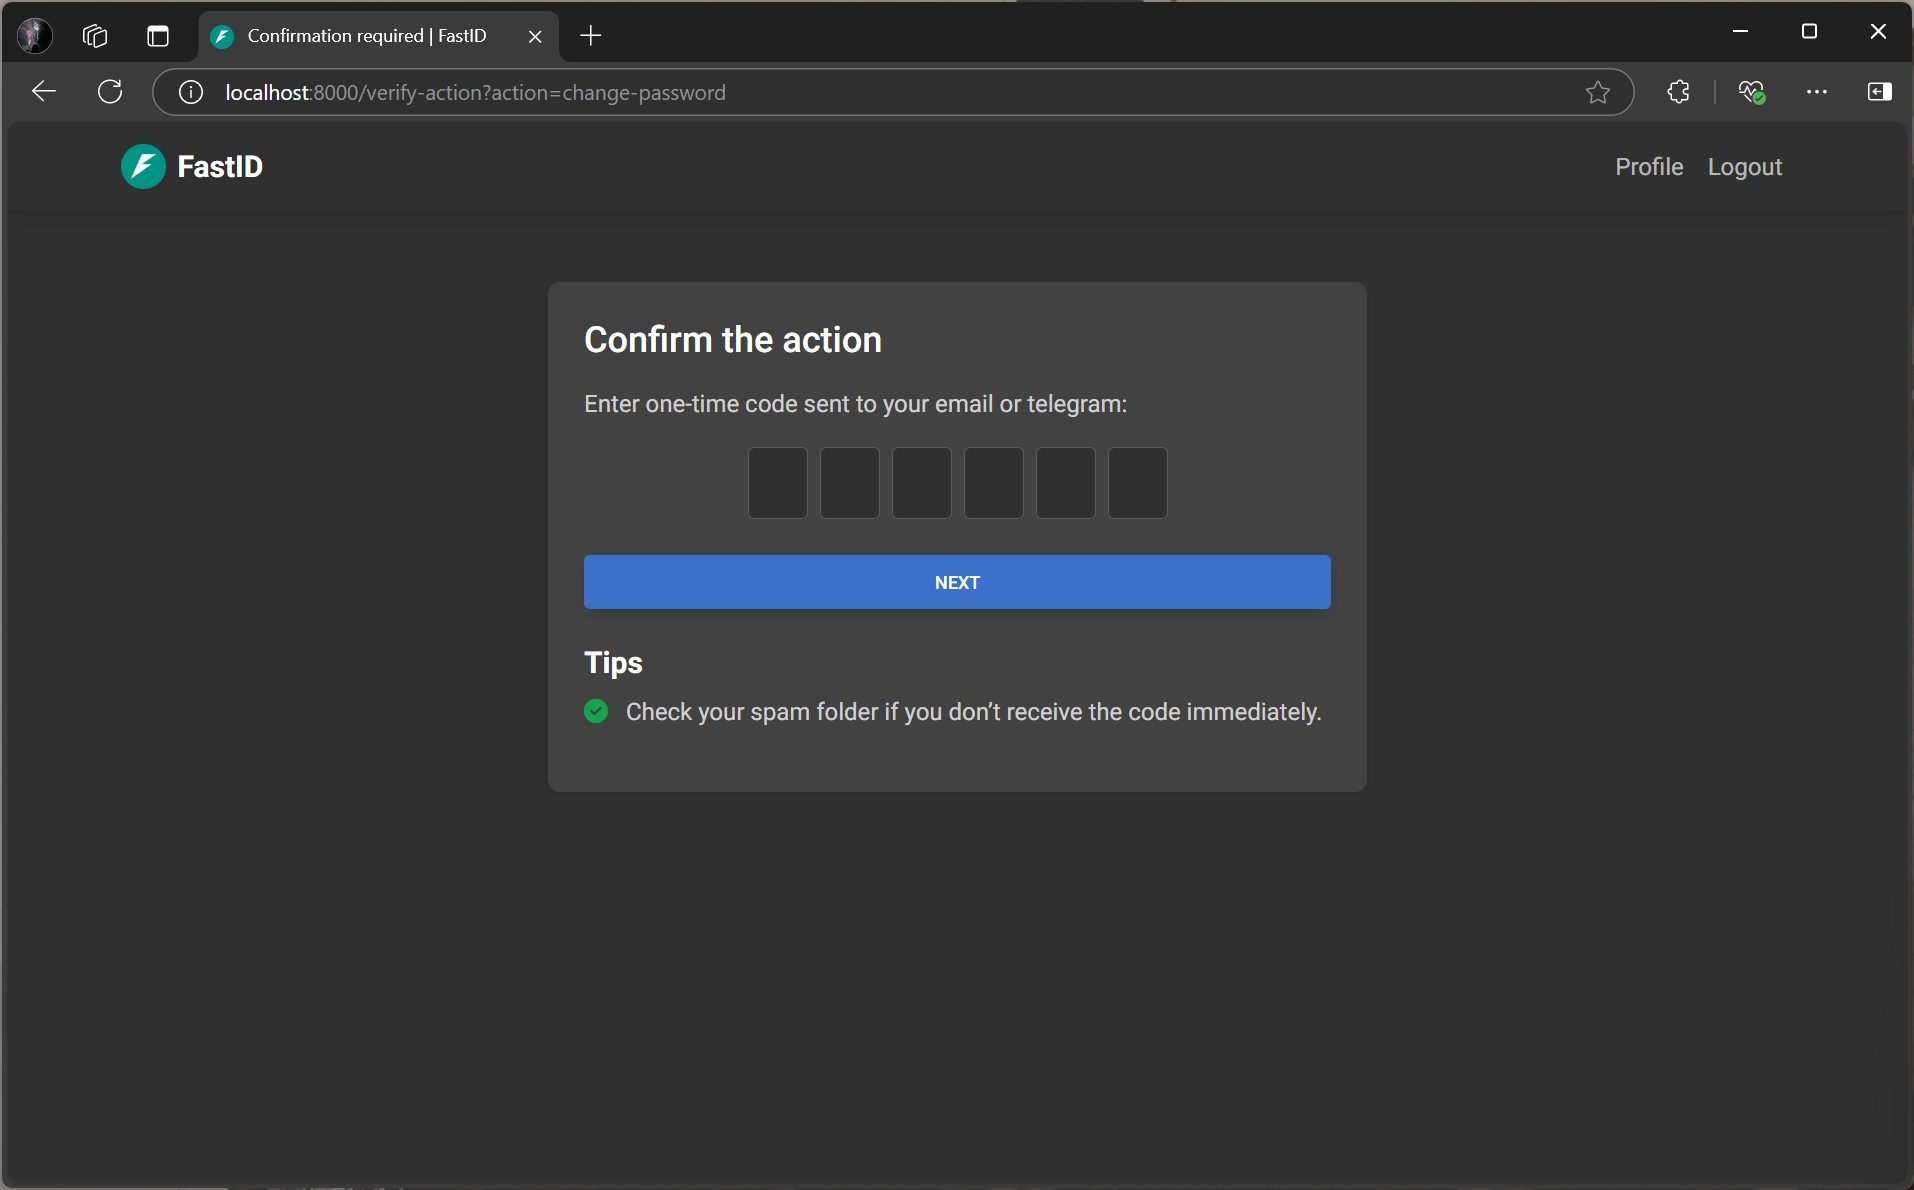 Confirmation required | FastID
localhost:8000/verify-action?action=change-password
FastID
Profile
Logout
Confirm the action
Enter one-time code sent to your email or telegram:
NEXT
Tips
Check your spam folder if you don’t receive the code immediately.